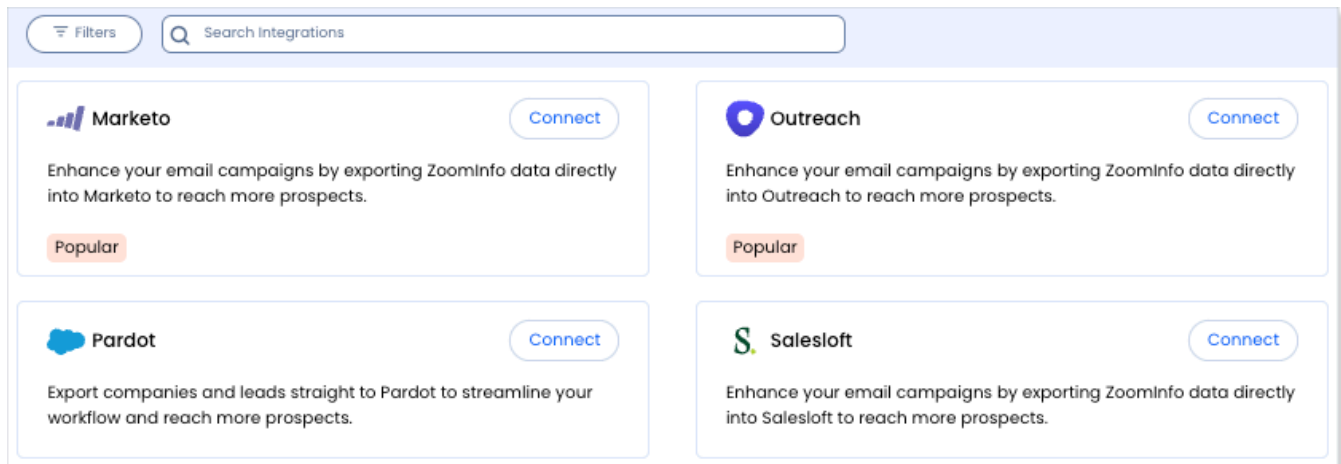 Filters
Search Integrations
Marketo
Connect
Enhance your email campaigns by exporting ZoomInfo data directly
into Marketo to reach more prospects.
Popular
Outreach
Connect
Enhance your email campaigns by exporting ZoomInfo data directly
into Outreach to reach more prospects.
Popular
Pardot
Connect
Export companies and leads straight to Pardot to streamline your
workflow and reach more prospects.
S.
Salesloft
Connect
Enhance your email campaigns by exporting ZoomInfo data directly
into Salesloft to reach more prospects.